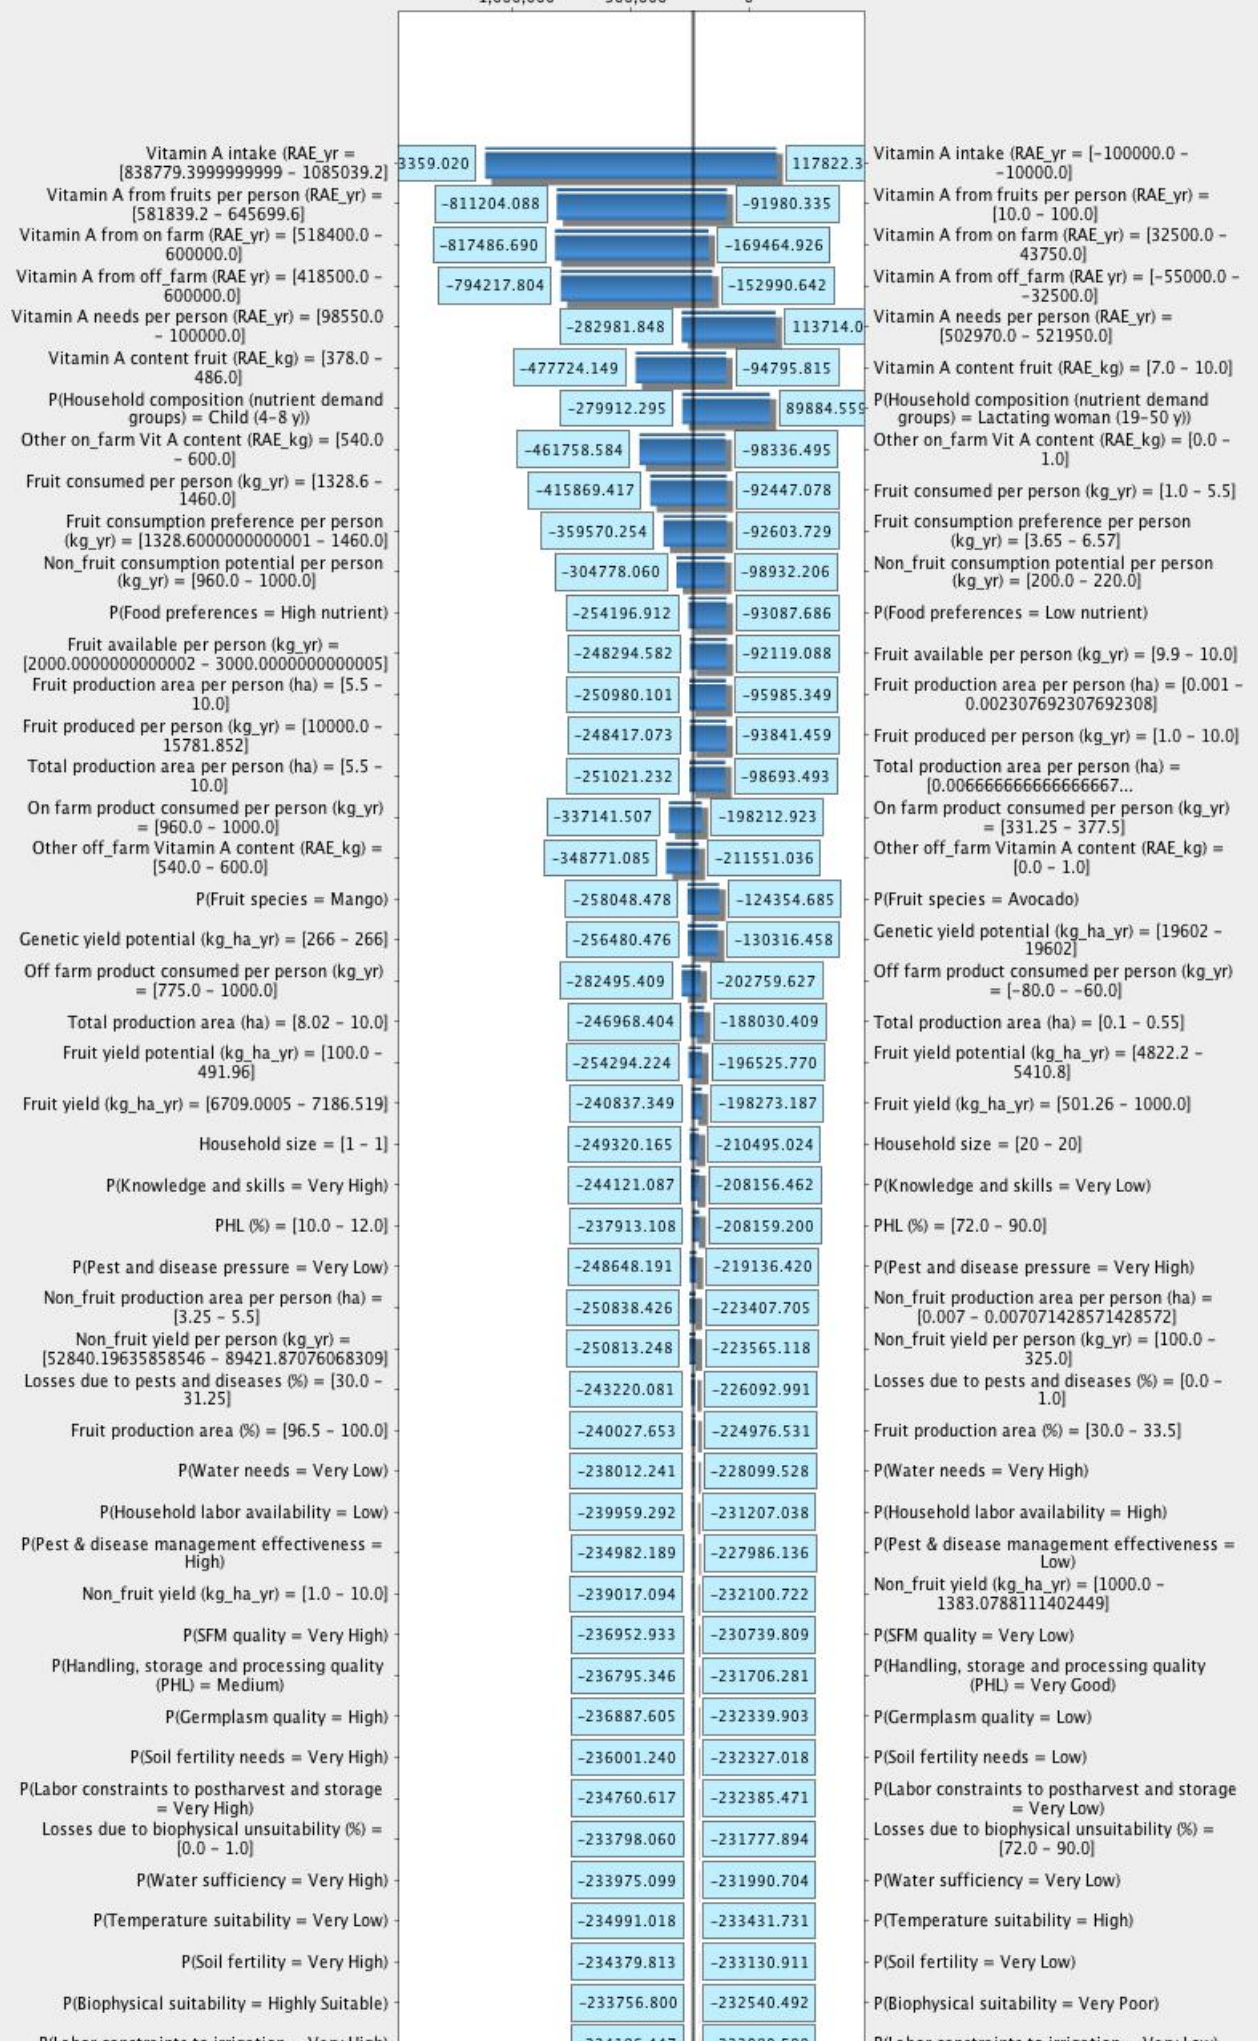 Vitamin A intake (RAE_yr =
[838779.3999999999 – 1085039.2]
3359.020
117822.3
Vitamin A intake (RAE_yr = [–100000.0 –
–10000.0]
Vitamin A from fruits per person (RAE_yr) =
[581839.2 – 645699.6]
–811204.088
–91980.335
Vitamin A from fruits per person (RAE_yr) =
[10.0 – 100.0]
Vitamin A from on farm (RAE_yr) = [518400.0 –
600000.0]
–817486.690
–169464.926
Vitamin A from on farm (RAE_yr) = [32500.0 –
43750.0]
Vitamin A from off_farm (RAE yr) = [418500.0 –
600000.0]
–794217.804
–152990.642
Vitamin A from off_farm (RAE yr) = [–55000.0 –
–32500.0]
Vitamin A needs per person (RAE_yr) = [98550.0
– 100000.0]
–282981.848
113714.0
Vitamin A needs per person (RAE_yr) =
[502970.0 – 521950.0]
Vitamin A content fruit (RAE_kg) = [378.0 –
486.0]
–477724.149
–94795.815
Vitamin A content fruit (RAE_kg) = [7.0 – 10.0]
P(Household composition (nutrient demand
groups) = Child (4–8 y))
–279912.295
89884.559
P(Household composition (nutrient demand
groups) = Lactating woman (19–50 y))
Other on_farm Vit A content (RAE_kg) = [540.0
– 600.0]
–461758.584
–98336.495
Other on_farm Vit A content (RAE_kg) = [0.0 –
1.0]
Fruit consumed per person (kg_yr) = [1328.6 –
1460.0]
–415869.417
–92447.078
Fruit consumed per person (kg_yr) = [1.0 – 5.5]
Fruit consumption preference per person
(kg_yr) = [1328.6000000000001 – 1460.0]
–359570.254
–92603.729
Fruit consumption preference per person
(kg_yr) = [3.65 – 6.57]
Non_fruit consumption potential per person
(kg_yr) = [960.0 – 1000.0]
–304778.060
–98932.206
Non_fruit consumption potential per person
(kg_yr) = [200.0 – 220.0]
P(Food preferences = High nutrient)
–254196.912
–93087.686
P(Food preferences = Low nutrient)
Fruit available per person (kg_yr) =
[2000.0000000000002 – 3000.0000000000005]
–248294.582
–92119.088
Fruit available per person (kg_yr) = [9.9 – 10.0]
Fruit production area per person (ha) = [5.5 –
10.0]
–250980.101
–95985.349
Fruit production area per person (ha) = [0.001 –
0.002307692307692308]
Fruit produced per person (kg_yr) = [10000.0 –
15781.852]
–248417.073
–93841.459
Fruit produced per person (kg_yr) = [1.0 – 10.0]
Total production area per person (ha) = [5.5 –
10.0]
–251021.232
–98693.493
Total production area per person (ha) =
[0.006666666666666667...
On farm product consumed per person (kg_yr)
= [960.0 – 1000.0]
–337141.507
–198212.923
On farm product consumed per person (kg_yr)
= [331.25 – 377.5]
Other off_farm Vitamin A content (RAE_kg) =
[540.0 – 600.0]
–348771.085
–211551.036
Other off_farm Vitamin A content (RAE_kg) =
[0.0 – 1.0]
P(Fruit species = Mango)
–258048.478
–124354.685
P(Fruit species = Avocado)
Genetic yield potential (kg_ha_yr) = [266 – 266]
–256480.476
–130316.458
Genetic yield potential (kg_ha_yr) = [19602 –
19602]
Off farm product consumed per person (kg_yr)
= [775.0 – 1000.0]
–282495.409
–202759.627
Off farm product consumed per person (kg_yr)
= [–80.0 – –60.0]
Total production area (ha) = [8.02 – 10.0]
–246968.404
–188030.409
Total production area (ha) = [0.1 – 0.55]
Fruit yield potential (kg_ha_yr) = [100.0 –
491.96]
–254294.224
–196525.770
Fruit yield potential (kg_ha_yr) = [4822.2 –
5410.8]
Fruit yield (kg_ha_yr) = [6709.0005 – 7186.519]
–240837.349
–198273.187
Fruit yield (kg_ha_yr) = [501.26 – 1000.0]
Household size = [1 – 1]
–249320.165
–210495.024
Household size = [20 – 20]
P(Knowledge and skills = Very High)
–244121.087
–208156.462
P(Knowledge and skills = Very Low)
PHL (%) = [10.0 – 12.0]
–237913.108
–208159.200
PHL (%) = [72.0 – 90.0]
P(Pest and disease pressure = Very Low)
–248648.191
–219136.420
P(Pest and disease pressure = Very High)
Non_fruit production area per person (ha) =
[3.25 – 5.5]
–250838.426
–223407.705
Non_fruit production area per person (ha) =
[0.007 – 0.007071428571428572]
Non_fruit yield per person (kg_yr) =
[52840.19635858546 – 89421.87076068309]
–250813.248
–223565.118
Non_fruit yield per person (kg_yr) = [100.0 –
325.0]
Losses due to pests and diseases (%) = [30.0 –
31.25]
–243220.081
–226092.991
Losses due to pests and diseases (%) = [0.0 –
1.0]
Fruit production area (%) = [96.5 – 100.0]
–240027.653
–224976.531
Fruit production area (%) = [30.0 – 33.5]
P(Water needs = Very Low)
–238012.241
–228099.528
P(Water needs = Very High)
P(Household labor availability = Low)
–239959.292
–231207.038
P(Household labor availability = High)
P(Pest & disease management effectiveness =
High)
–234982.189
–227986.136
P(Pest & disease management effectiveness =
Low)
Non_fruit yield (kg_ha_yr) = [1.0 – 10.0]
–239017.094
–232100.722
Non_fruit yield (kg_ha_yr) = [1000.0 –
1383.0788111402449]
P(SFM quality = Very High)
–236952.933
–230739.809
P(SFM quality = Very Low)
P(Handling, storage and processing quality
(PHL) = Medium)
–236795.346
–231706.281
P(Handling, storage and processing quality
(PHL) = Very Good)
P(Germplasm quality = High)
–236887.605
–232339.903
P(Germplasm quality = Low)
P(Soil fertility needs = Very High)
–236001.240
–232327.018
P(Soil fertility needs = Low)
P(Labor constraints to postharvest and storage
= Very High)
–234760.617
–232385.471
P(Labor constraints to postharvest and storage
= Very Low)
Losses due to biophysical unsuitability (%) =
[0.0 – 1.0]
–233798.060
–231777.894
Losses due to biophysical unsuitability (%) =
[72.0 – 90.0]
P(Water sufficiency = Very High)
–233975.099
–231990.704
P(Water sufficiency = Very Low)
P(Temperature suitability = Very Low)
–234991.018
–233431.731
P(Temperature suitability = High)
P(Soil fertility = Very High)
–234379.813
–233130.911
P(Soil fertility = Very Low)
P(Biophysical suitability = Highly Suitable)
–233756.800
–232540.492
P(Biophysical suitability = Very Poor)